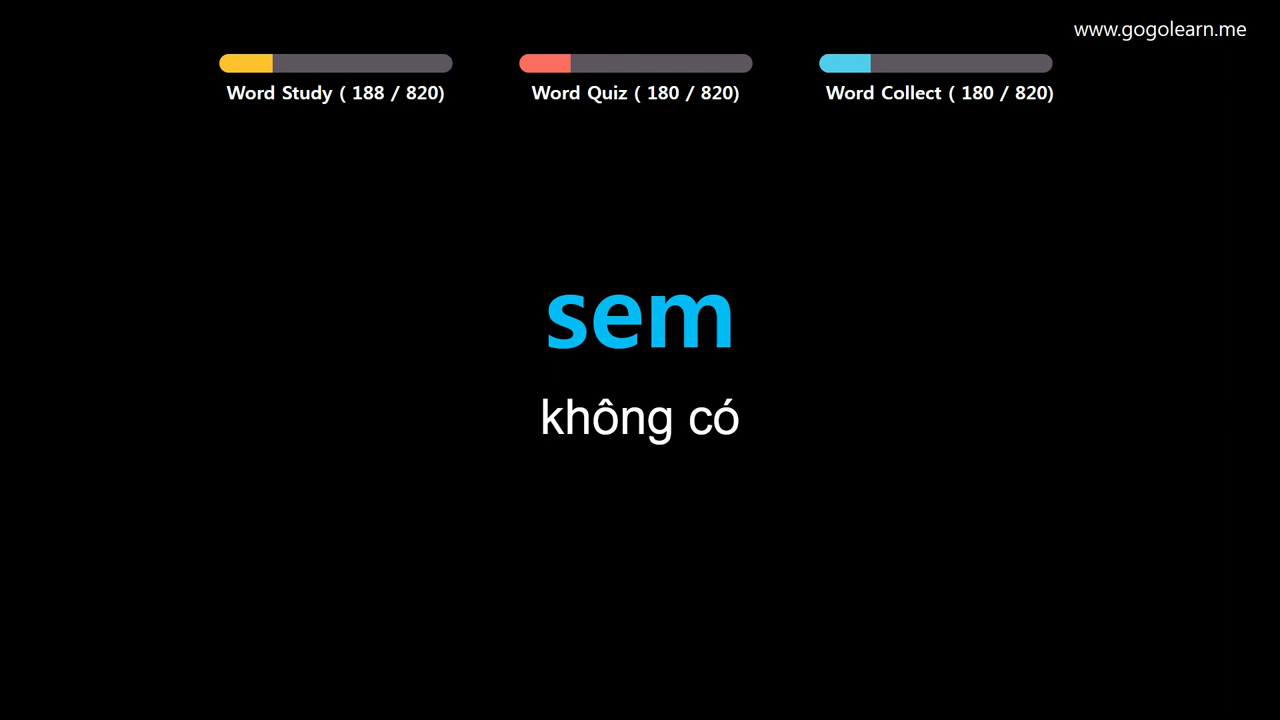 www.gogolearn.me
Word Study ( 188 / 820)
Word Quiz ( 180 / 820)
Word Collect ( 180 / 820)
sem
không có